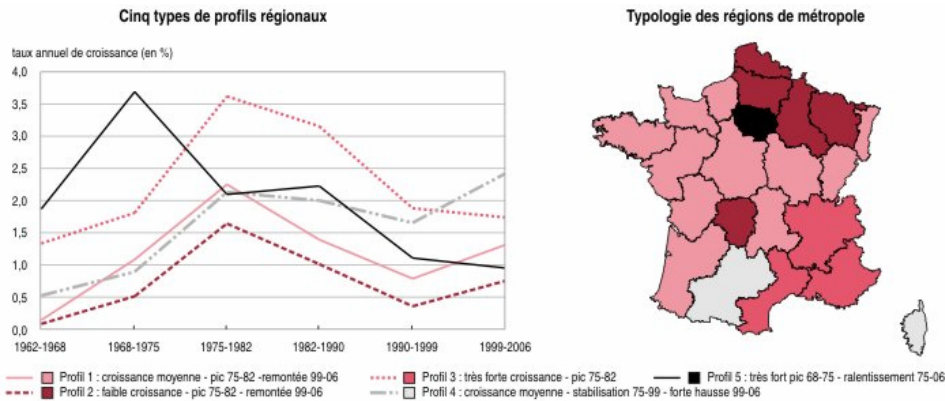 Cinq types de profils régionaux
Typologie des régions de métropole
taux annuel de croissance (en %)
4,0
3,5
3,0
2,5
2,0
1,5
1,0
0,5
0,0
1962-1968 1968-1975 1975-1982 1982-1990 1990-1999 1999-2006
Profil 1 : croissance moyenne - pic 75-82 -remontée 99-06
Profil 3 : très forte croissance - pic 75-82
Profil 5 : très fort pic 68-75 - ralentissement 75-06
Profil 2 : faible croissance - pic 75-82 - remontée 99-06
Profil 4 : croissance moyenne - stabilisation 75-99 - forte hausse 99-06